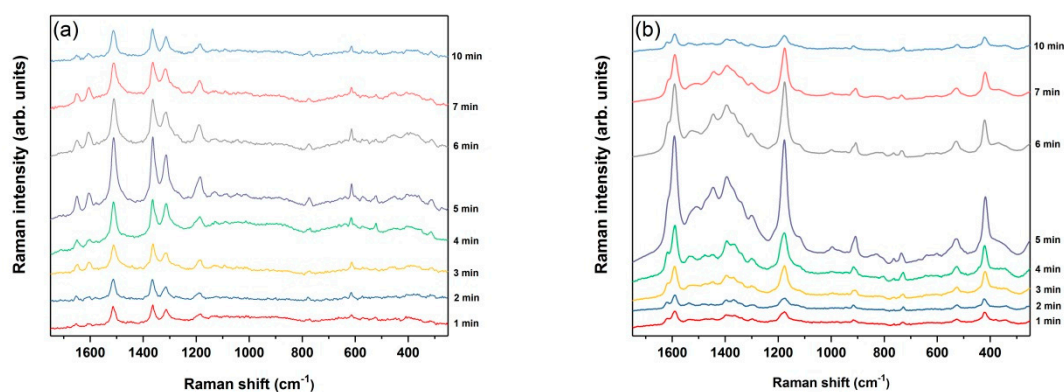 (a)
Raman intensity (arb. units)
10 min
7 min
6 min
5 min
4 min
3 min
2 min
1 min
1600 1400 1200 1000 800 600 400
Raman shift (cm⁻¹)
(b)
Raman intensity (arb. units)
10 min
7 min
6 min
5 min
4 min
3 min
2 min
1 min
1600 1400 1200 1000 800 600 400
Raman shift (cm⁻¹)